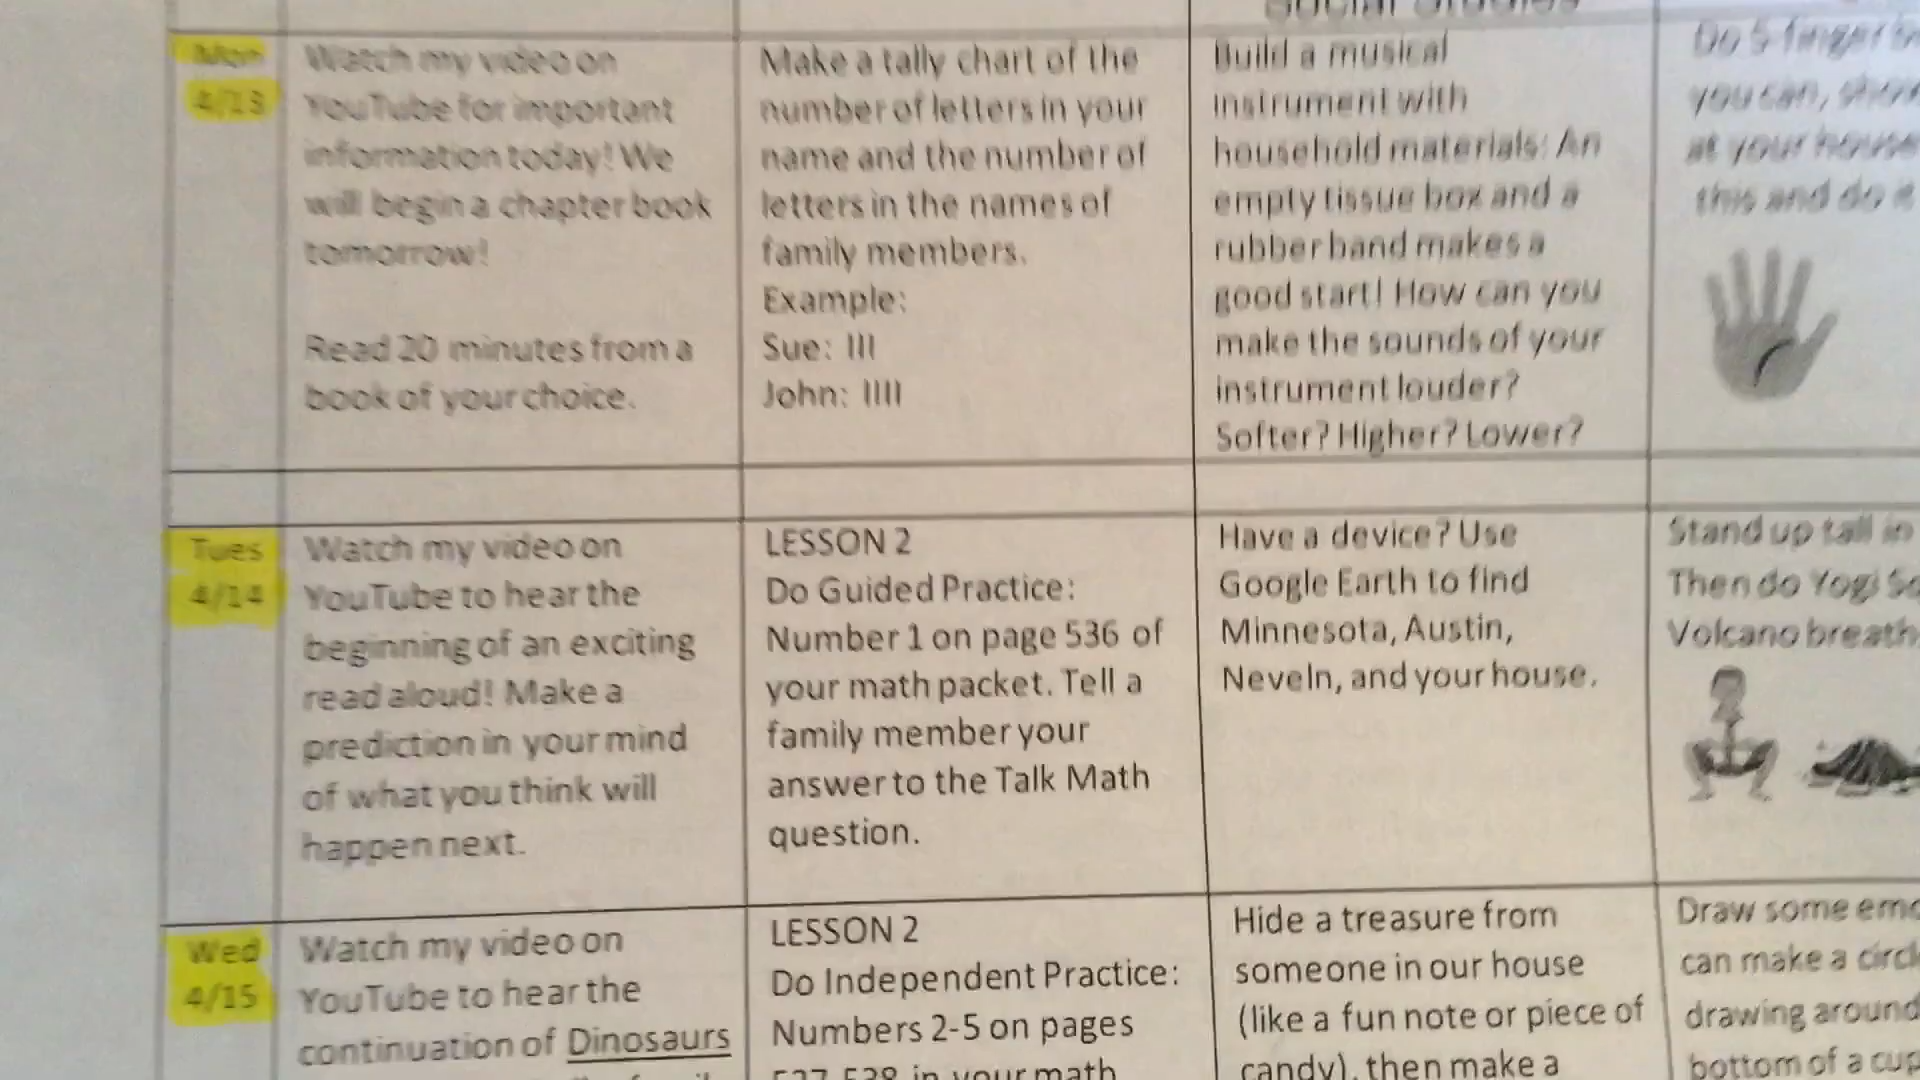 Social Studies
Mon
4/13
Watch my video on
YouTube for important
information today! We
will begin a chapter book
tomorrow!
Read 20 minutes from a
book of your choice.
Make a tally chart of the
number of letters in your
name and the number of
letters in the names of
family members.
Example:
Sue: III
John: IIII
Build a musical
instrument with
household materials: An
empty tissue box and a
rubber band makes a
good start! How can you
make the sounds of your
instrument louder?
Softer? Higher? Lower?
Do 5 finger
you can,
at your house
this and do it
Tues
4/14
Watch my video on
YouTube to hear the
beginning of an exciting
read aloud! Make a
prediction in your mind
of what you think will
happen next.
LESSON 2
Do Guided Practice:
Number 1 on page 536 of
your math packet. Tell a
family member your
answer to the Talk Math
question.
Have a device? Use
Google Earth to find
Minnesota, Austin,
Neveln, and your house.
Stand up tall in
Then do Yogi
Volcano breath
Wed
4/15
Watch my video on
YouTube to hear the
continuation of Dinosaurs
LESSON 2
Do Independent Practice:
Numbers 2-5 on pages
537-538 in your math
Hide a treasure from
someone in our house
(like a fun note or piece of
candy), then make a
Draw some
can make a
drawing around
bottom of a cup